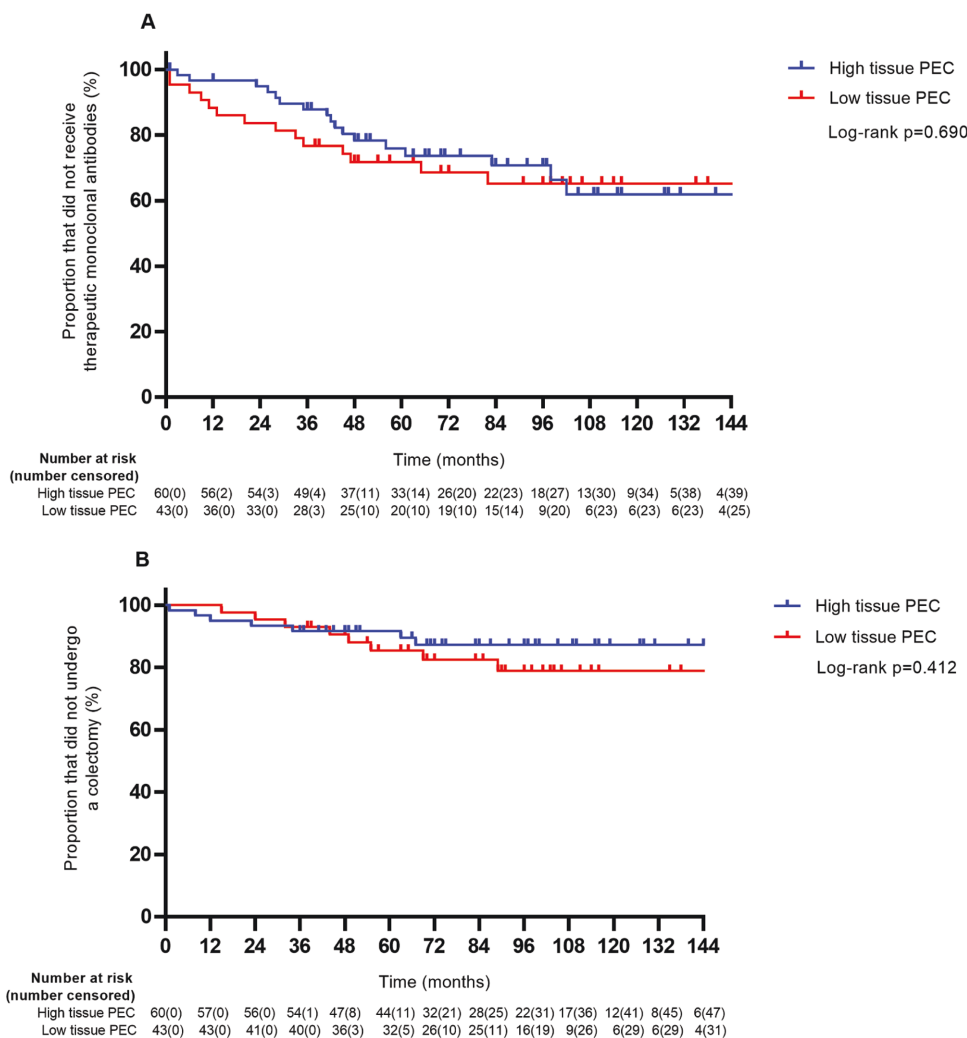 A
Proportion that did not receive
therapeutic monoclonal antibodies (%)
100
80
60
40
20
0
0 12 24 36 48 60 72 84 96 108 120 132 144
Time (months)
High tissue PEC
Low tissue PEC
Log-rank p=0.690
Number at risk
(number censored)
High tissue PEC 60(0) 56(2) 54(3) 49(4) 37(11) 33(14) 26(20) 22(23) 18(27) 13(30) 9(34) 5(38) 4(39)
Low tissue PEC 43(0) 36(0) 33(0) 28(3) 25(10) 20(10) 19(10) 15(14) 9(20) 6(23) 6(23) 6(23) 4(25)
B
Proportion that did not undergo
a colectomy (%)
100
80
60
40
20
0
0 12 24 36 48 60 72 84 96 108 120 132 144
Time (months)
High tissue PEC
Low tissue PEC
Log-rank p=0.412
Number at risk
(number censored)
High tissue PEC 60(0) 57(0) 56(0) 54(1) 47(8) 44(11) 32(21) 28(25) 22(31) 17(36) 12(41) 8(45) 6(47)
Low tissue PEC 43(0) 43(0) 41(0) 40(0) 36(3) 32(5) 26(10) 25(11) 16(19) 9(26) 6(29) 6(29) 4(31)